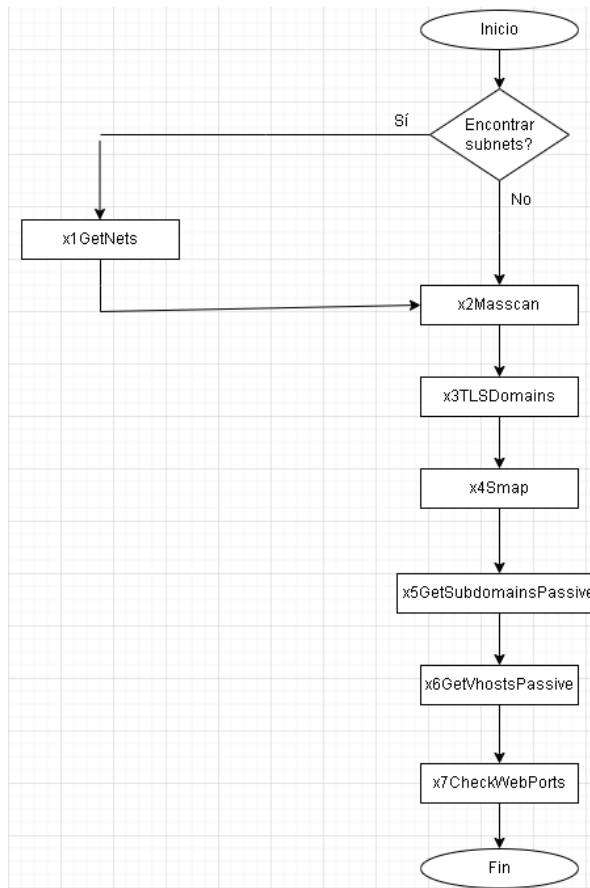 Inicio
Encontrar
subnets?
Sí
No
x1GetNets
x2Masscan
x3TLSDomains
x4Smap
x5GetSubdomainsPassive
x6GetVhostsPassive
x7CheckWebPorts
Fin